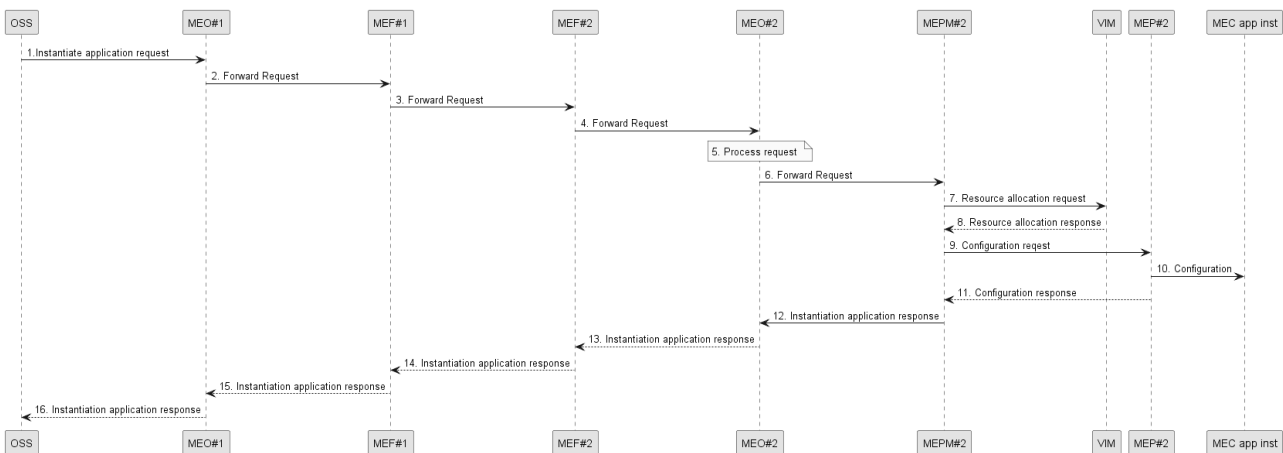 OSS
MEO#1
MEF#1
MEF#2
MEO#2
MEPM#2
VIM
MEP#2
MEC app inst
1.Instantiate application request
2. Forward Request
3. Forward Request
4. Forward Request
5. Process request
6. Forward Request
7. Resource allocation request
8. Resource allocation response
9. Configuration reqest
10. Configuration
11. Configuration response
12. Instantiation application response
13. Instantiation application response
14. Instantiation application response
15. Instantiation application response
16. Instantiation application response
OSS
MEO#1
MEF#1
MEF#2
MEO#2
MEPM#2
VIM
MEP#2
MEC app inst